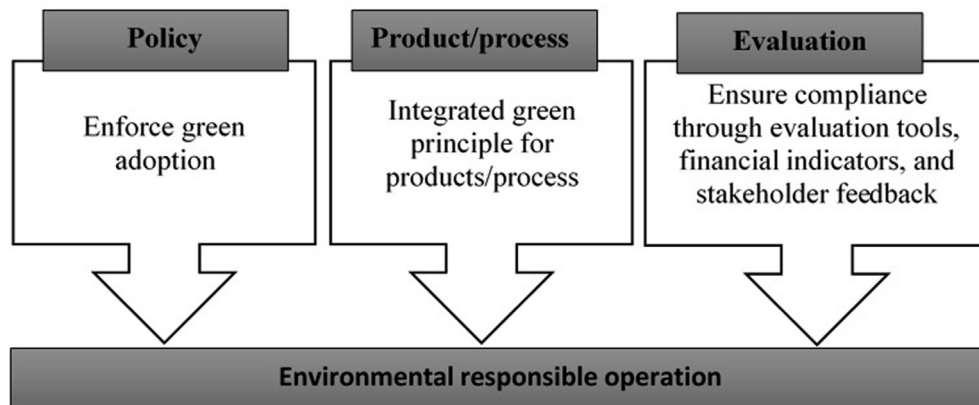 Policy
Enforce green
adoption
Product/process
Integrated green
principle for
products/process
Evaluation
Ensure compliance
through evaluation tools,
financial indicators, and
stakeholder feedback
Environmental responsible operation